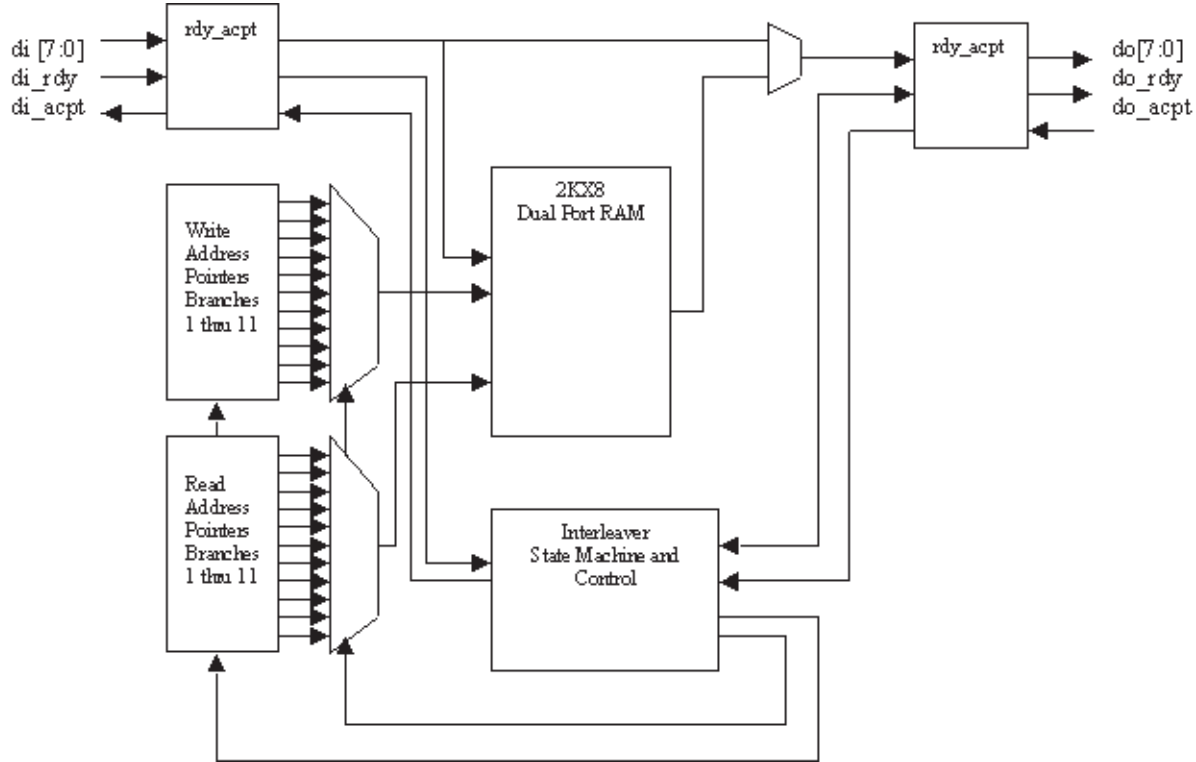 di [7:0]
di_rdy
di_acpt
rdy_acpt
rdy_acpt
do[7:0]
do_rdy
do_acpt
2KX8
Dual Port RAM
Write
Address
Pointers
Branches
1 thru 11
Read
Address
Pointers
Branches
1 thru 11
Interleaver
State Machine and
Control